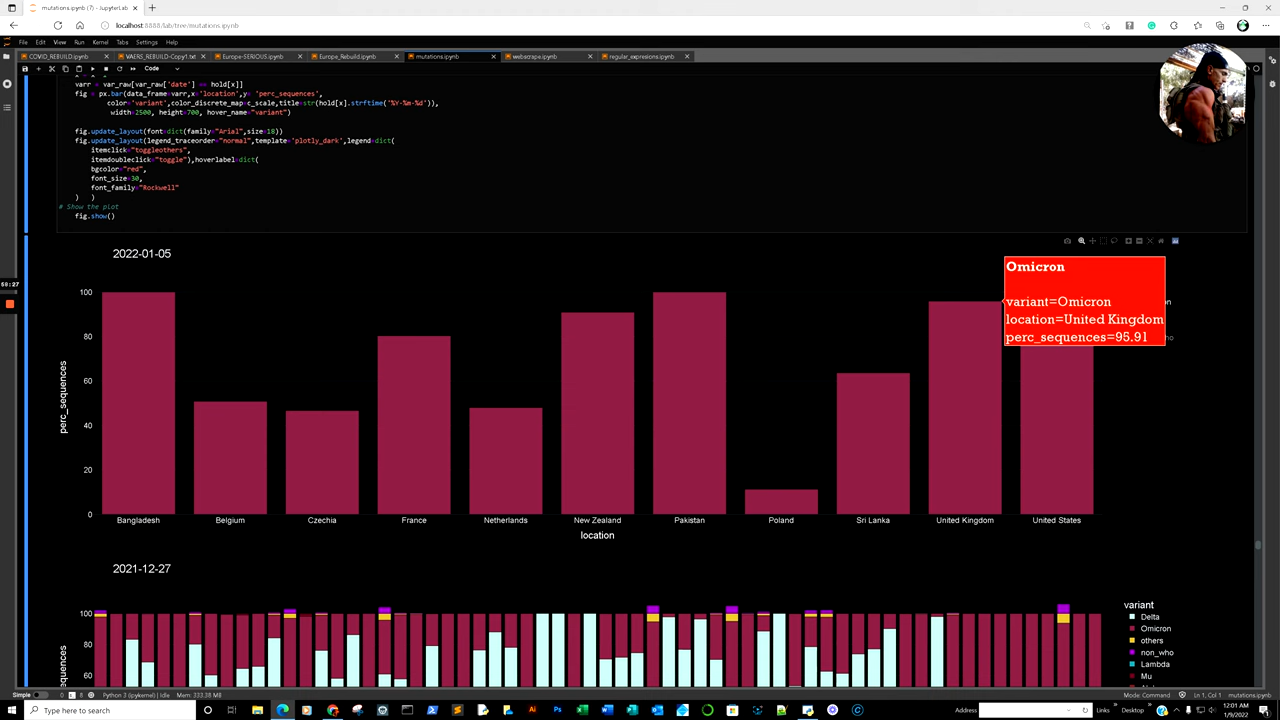 mutations.ipynb (7) - JupyterLab
localhost:8888/lab/tree/mutations.ipynb
File Edit View Run Kernel Tabs Settings Help
COVID_REBUILD.ipynb VAERS_REBUILD-Copy1.txt Europe-SERIOUS.ipynb Europe_Rebuild.ipynb mutations.ipynb webscrape.ipynb regular_expresions.ipynb
Code
varr = var_raw[var_raw['date'] == hold[x]]
fig = px.bar(data_frame=varr,x='location',y= 'perc_sequences',
color='variant',color_discrete_map=c_scale,title=str(hold[x].strftime('%Y-%m-%d')),
width=2500, height=700, hover_name="variant")
fig.update_layout(font=dict(family="Arial",size=18))
fig.update_layout(legend_traceorder="normal",template='plotly_dark',legend=dict(
itemclick="toggleothers",
itemdoubleclick="toggle"),hoverlabel=dict(
bgcolor="red",
font_size=30,
font_family="Rockwell"
) )
# Show the plot
fig.show()
58:27
2022-01-05
Omicron
variant=Omicron
location=United Kingdom
perc_sequences=95.91
100
80
60
40
20
0
perc_sequences
Bangladesh Belgium Czechia France Netherlands New Zealand Pakistan Poland Sri Lanka United Kingdom United States
location
2021-12-27
100
80
60
variant
Delta
Omicron
others
non_who
Lambda
Mu
Simple 0 Python 3 (ipykernel) | Idle Mem: 333.38 MB Mode: Command Ln 1, Col 1 mutations.ipynb
Type here to search
Address Links Desktop
12:01 AM
1/9/2022